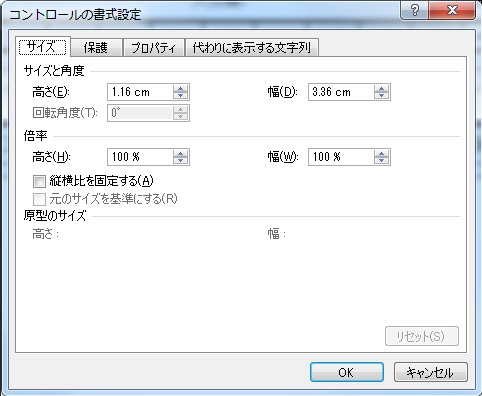 コントロールの書式設定
サイズ 保護 プロパティ 代わりに表示する文字列
サイズと角度
高さ(E): 1.16 cm 幅(D): 3.36 cm
回転角度(T): 0°
倍率
高さ(H): 100 % 幅(W): 100 %
縦横比を固定する(A)
元のサイズを基準にする(R)
原型のサイズ
高さ: 幅:
リセット(S)
OK キャンセル